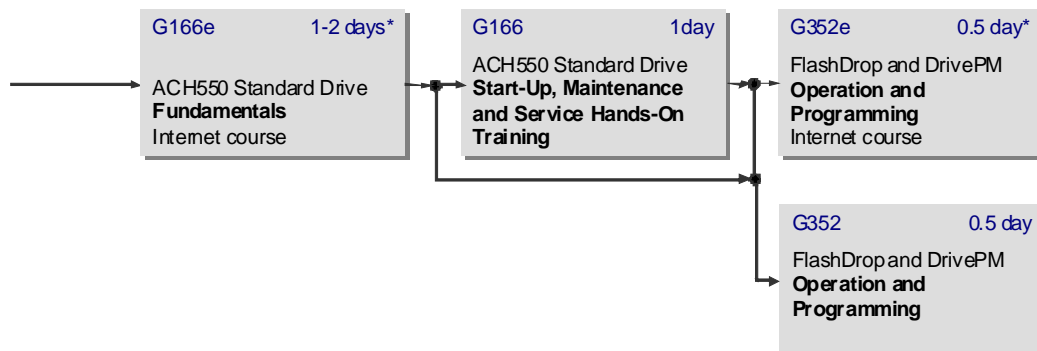 G166e 1-2 days*
ACH550 Standard Drive
Fundamentals
Internet course
G166 1day
ACH550 Standard Drive
Start-Up, Maintenance
and Service Hands-On
Training
G352e 0.5 day*
FlashDrop and DrivePM
Operation and
Programming
Internet course
G352 0.5 day
FlashDrop and DrivePM
Operation and
Programming